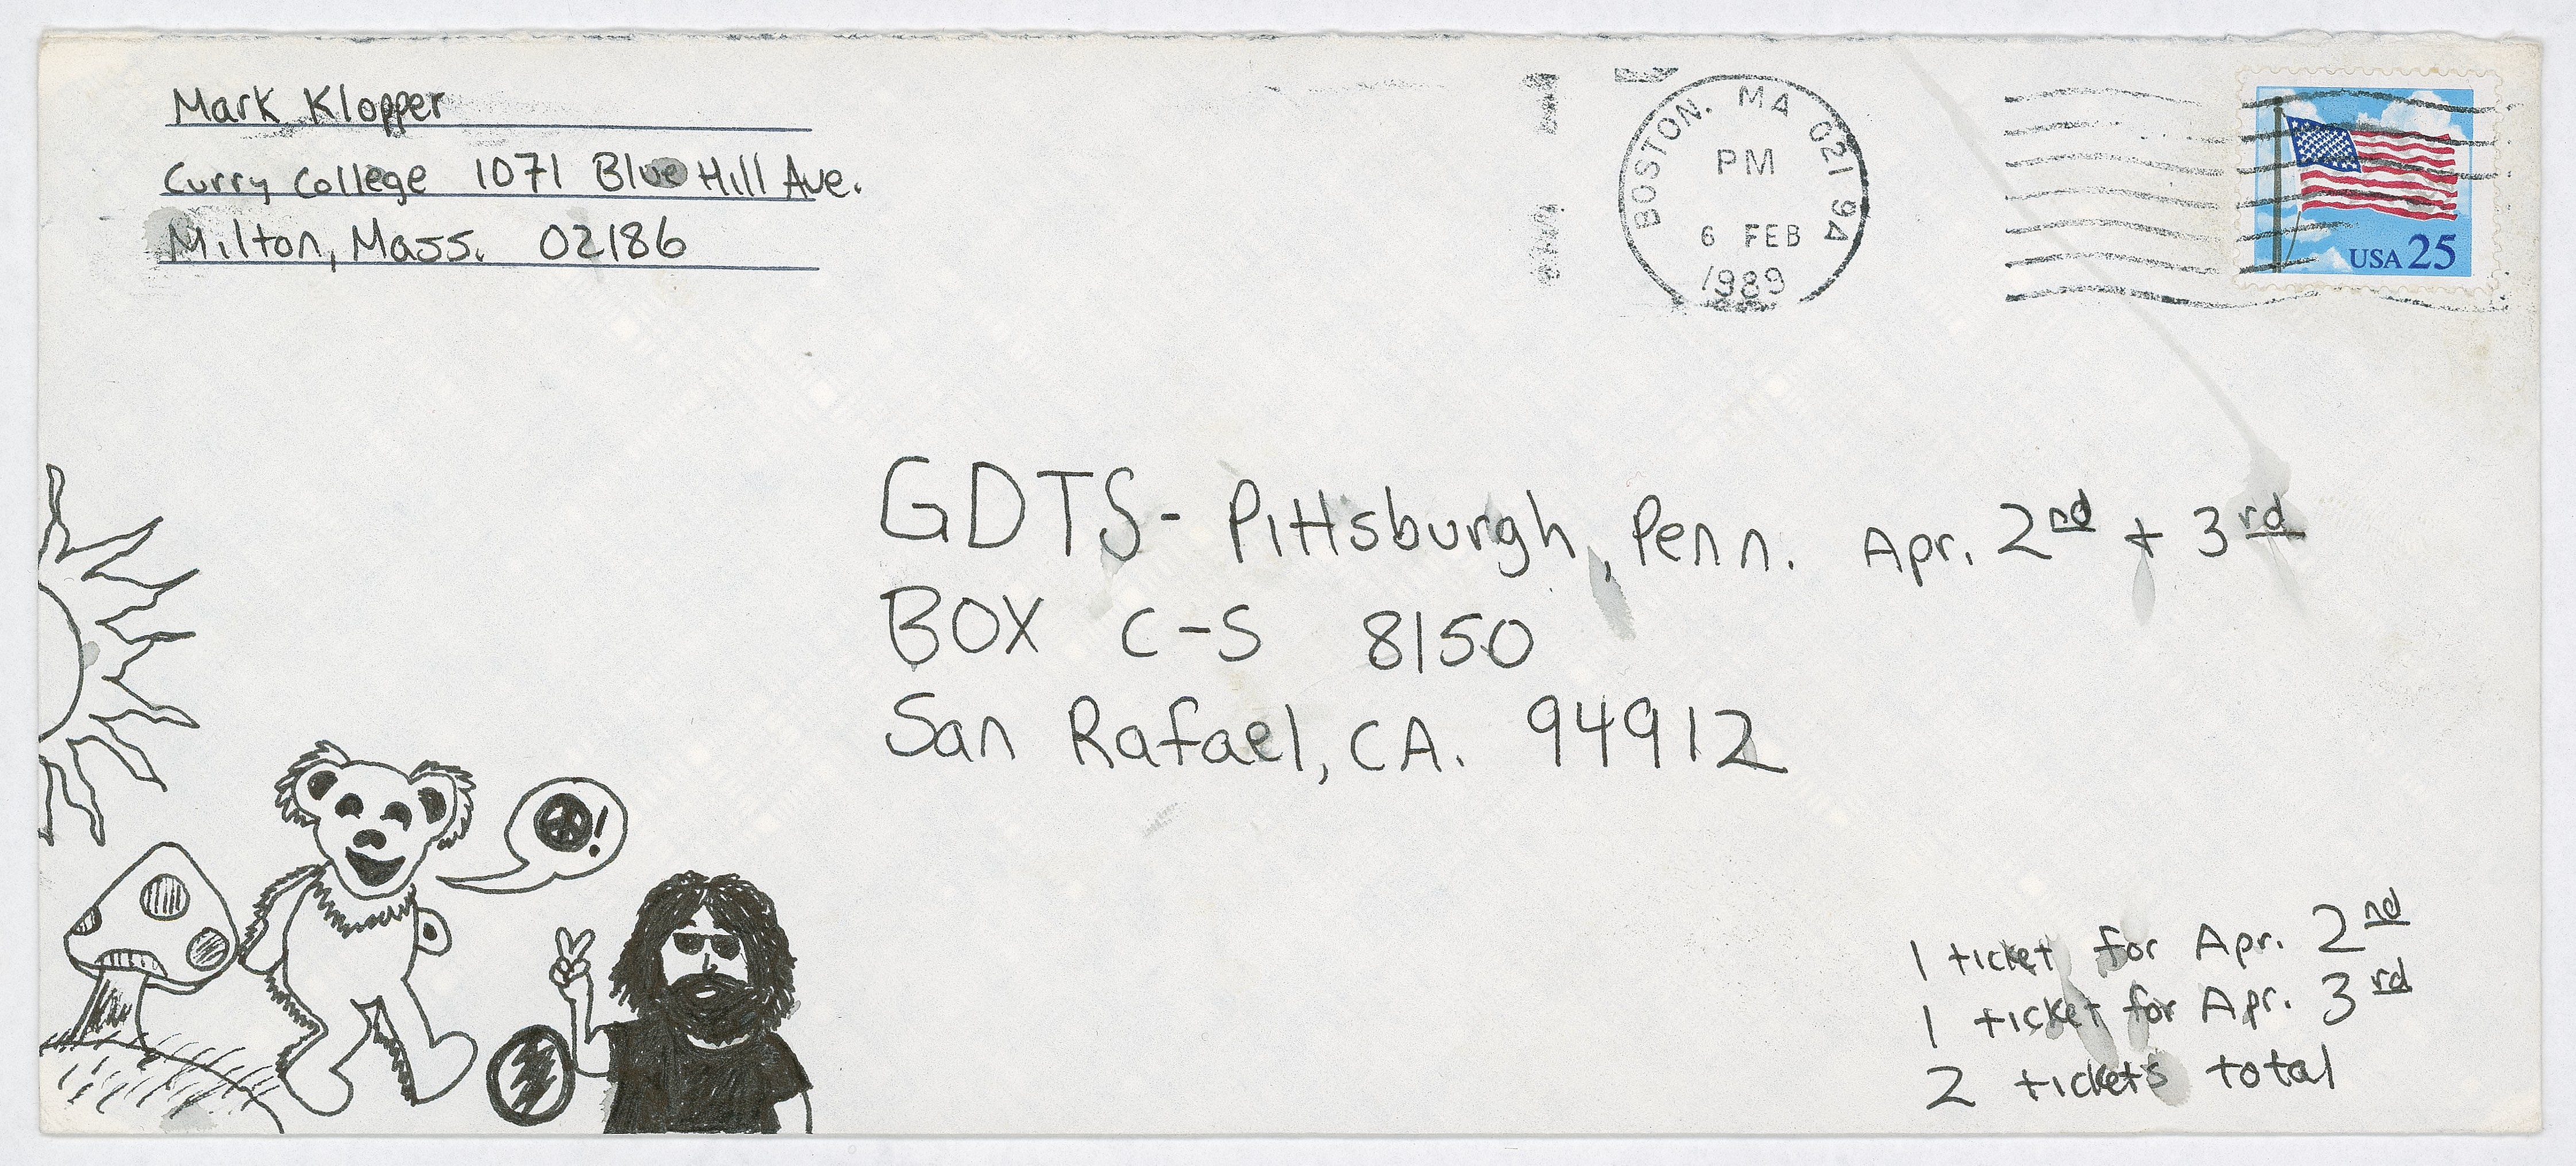 Mark Klopper
Curry College 1071 Blue Hill Ave.
Milton, Mass. 02186
BOSTON. MA 021 9A
PM
6 FEB
1989
USA 25
GDTS- Pittsburgh, Penn. Apr. 2nd + 3rd
BOX C-S 8150
San Rafael, CA. 94912
!
1 ticket for Apr. 2nd
1 ticket for Apr. 3rd
2 tickets total